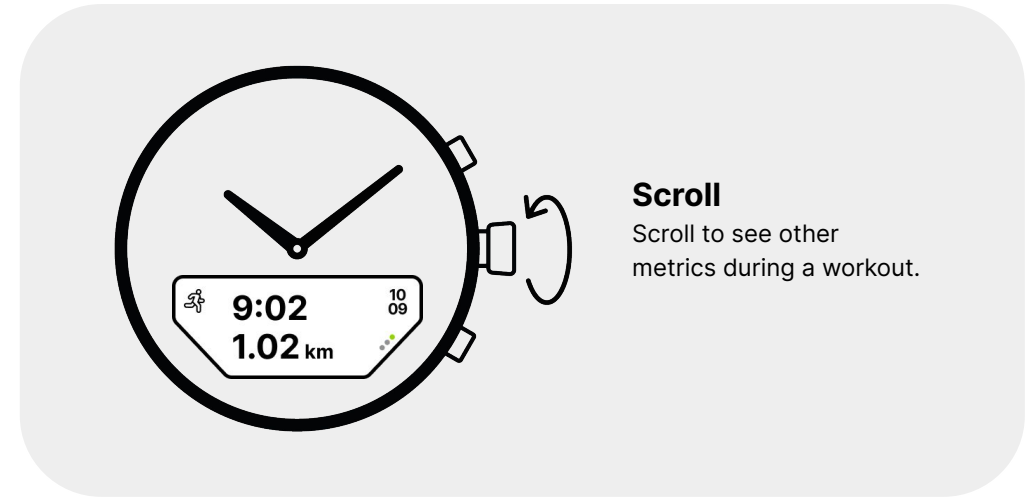 9:02
10
09
1.02 km
Scroll
Scroll to see other
metrics during a workout.